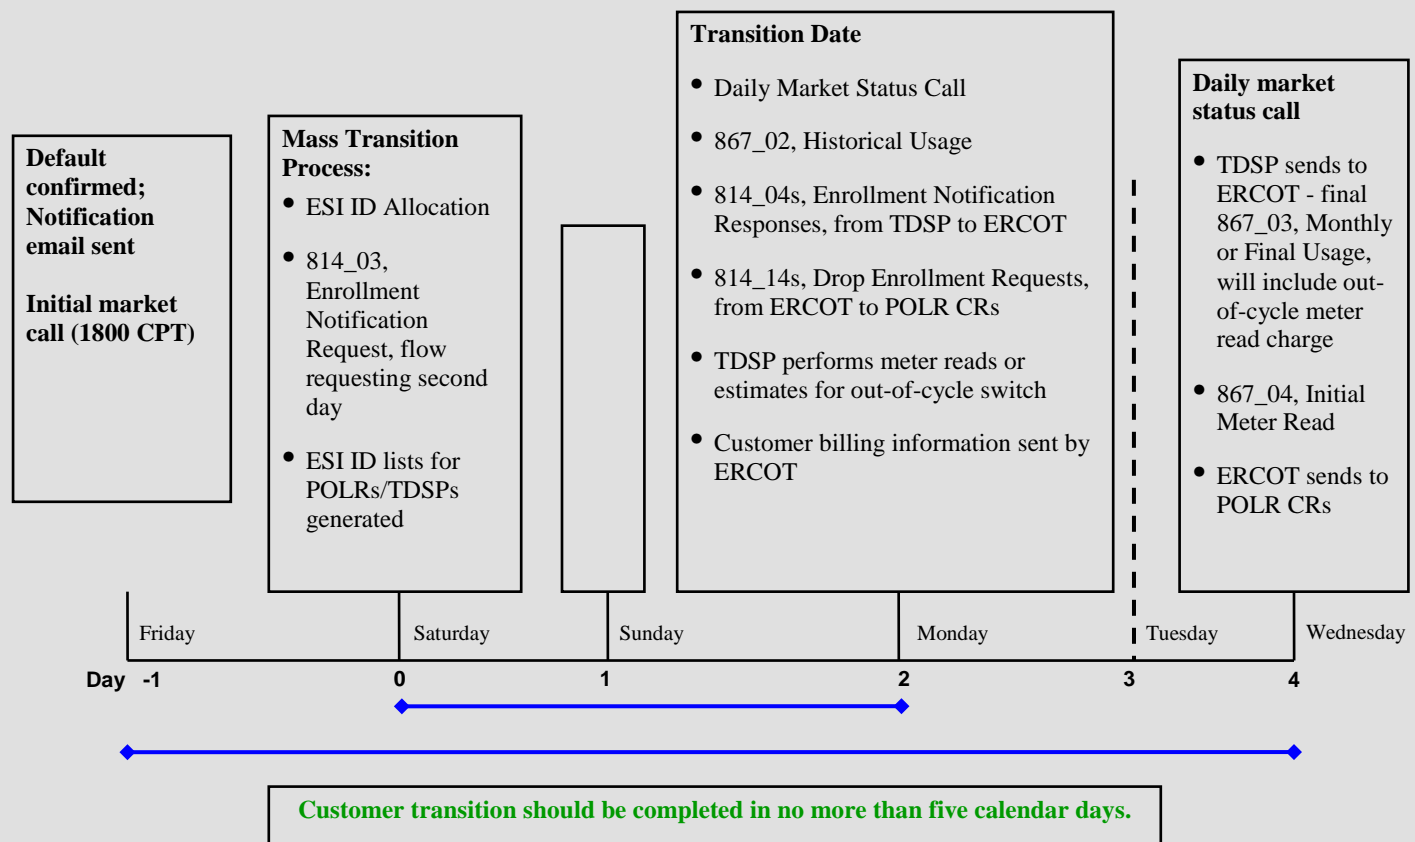 Default
confirmed;
Notification
email sent
Initial market
call (1800 CPT)
Mass Transition
Process:
• ESI ID Allocation
• 814_03,
Enrollment
Notification
Request, flow
requesting second
day
• ESI ID lists for
POLRs/TDSPs
generated
Transition Date
• Daily Market Status Call
• 867_02, Historical Usage
• 814_04s, Enrollment Notification
Responses, from TDSP to ERCOT
• 814_14s, Drop Enrollment Requests,
from ERCOT to POLR CRs
• TDSP performs meter reads or
estimates for out-of-cycle switch
• Customer billing information sent by
ERCOT
Daily market
status call
• TDSP sends to
ERCOT - final
867_03, Monthly
or Final Usage,
will include out-
of-cycle meter
read charge
• 867_04, Initial
Meter Read
• ERCOT sends to
POLR CRs
Friday Saturday Sunday Monday Tuesday Wednesday
Day -1 0 1 2 3 4
Customer transition should be completed in no more than five calendar days.